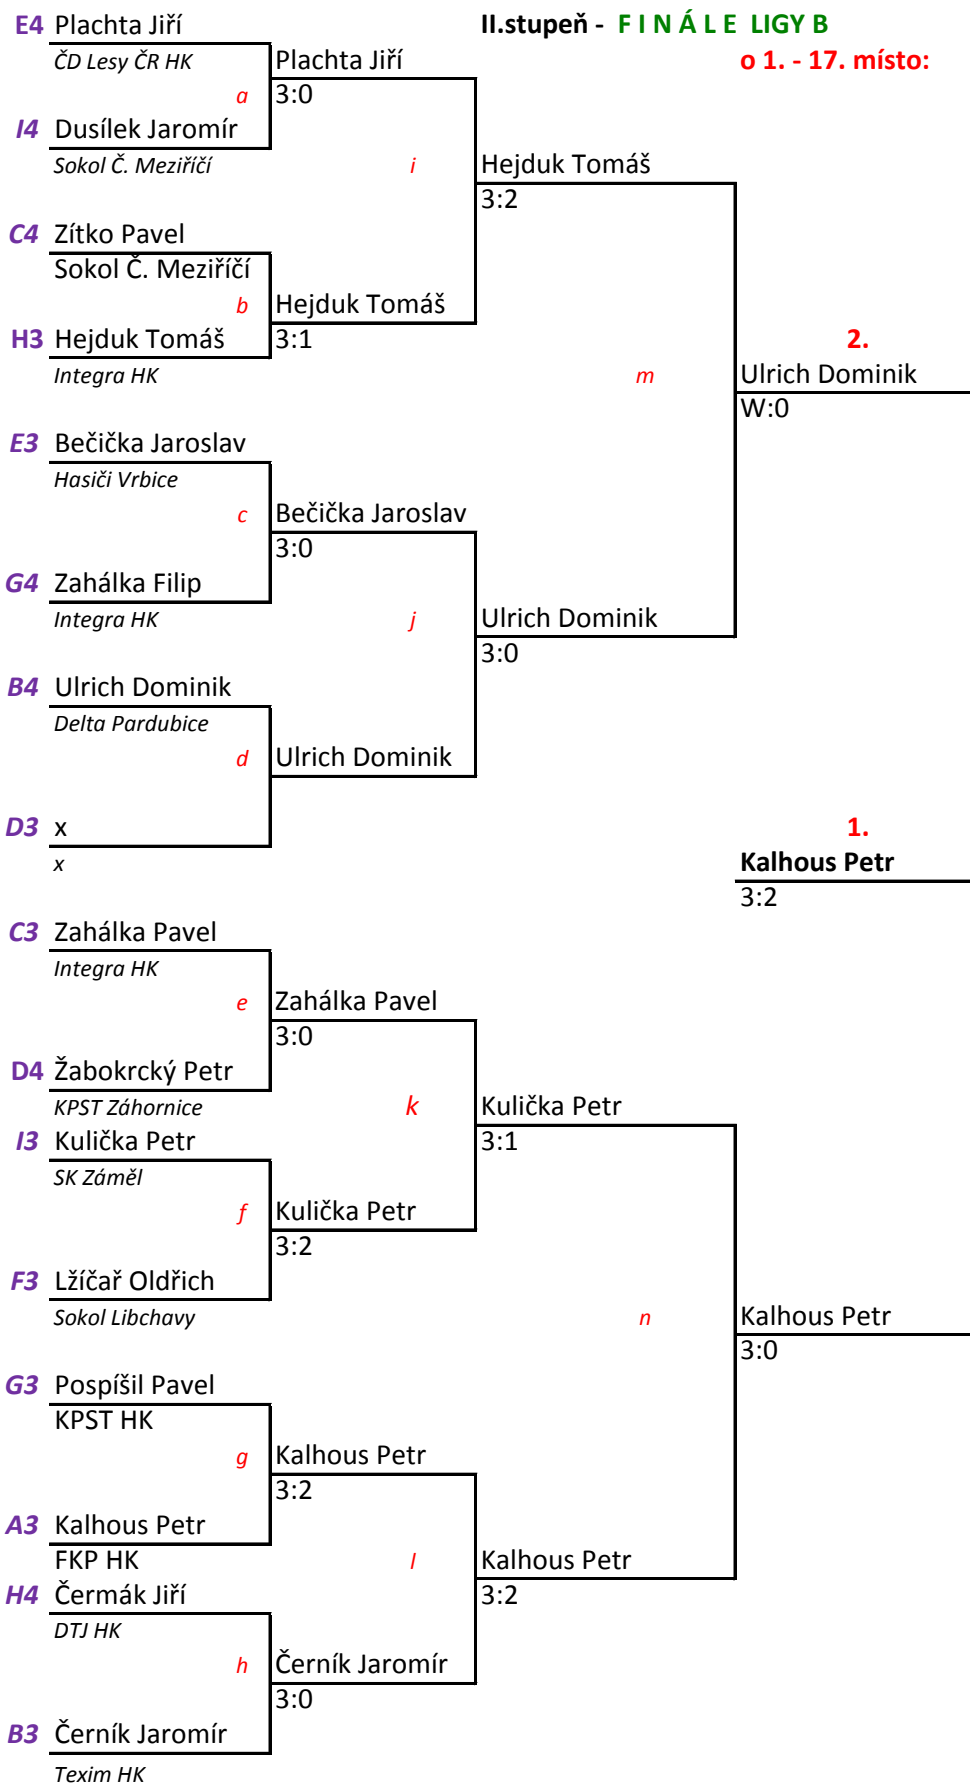 E4 Plachta Jiří II.stupeň - F I N Á L E LIGY B
ČD Lesy ČR HK Plachta Jiří o 1. - 17. místo:
a 3:0
I4 Dusílek Jaromír
Sokol Č. Meziříčí i Hejduk Tomáš
3:2
C4 Zítko Pavel
Sokol Č. Meziříčí
b Hejduk Tomáš
H3 Hejduk Tomáš 3:1 2.
Integra HK m Ulrich Dominik
W:0
E3 Bečička Jaroslav
Hasiči Vrbice
c Bečička Jaroslav
3:0
G4 Zahálka Filip
Integra HK j Ulrich Dominik
3:0
B4 Ulrich Dominik
Delta Pardubice
d Ulrich Dominik
D3 x 1.
x Kalhous Petr
3:2
C3 Zahálka Pavel
Integra HK
e Zahálka Pavel
3:0
D4 Žabokrcký Petr
KPST Záhornice k Kulička Petr
I3 Kulička Petr 3:1
SK Záměl
f Kulička Petr
3:2
F3 Lžíčař Oldřich
Sokol Libchavy n Kalhous Petr
3:0
G3 Pospíšil Pavel
KPST HK
g Kalhous Petr
3:2
A3 Kalhous Petr
FKP HK l Kalhous Petr
H4 Čermák Jiří 3:2
DTJ HK
h Černík Jaromír
3:0
B3 Černík Jaromír
Texim HK